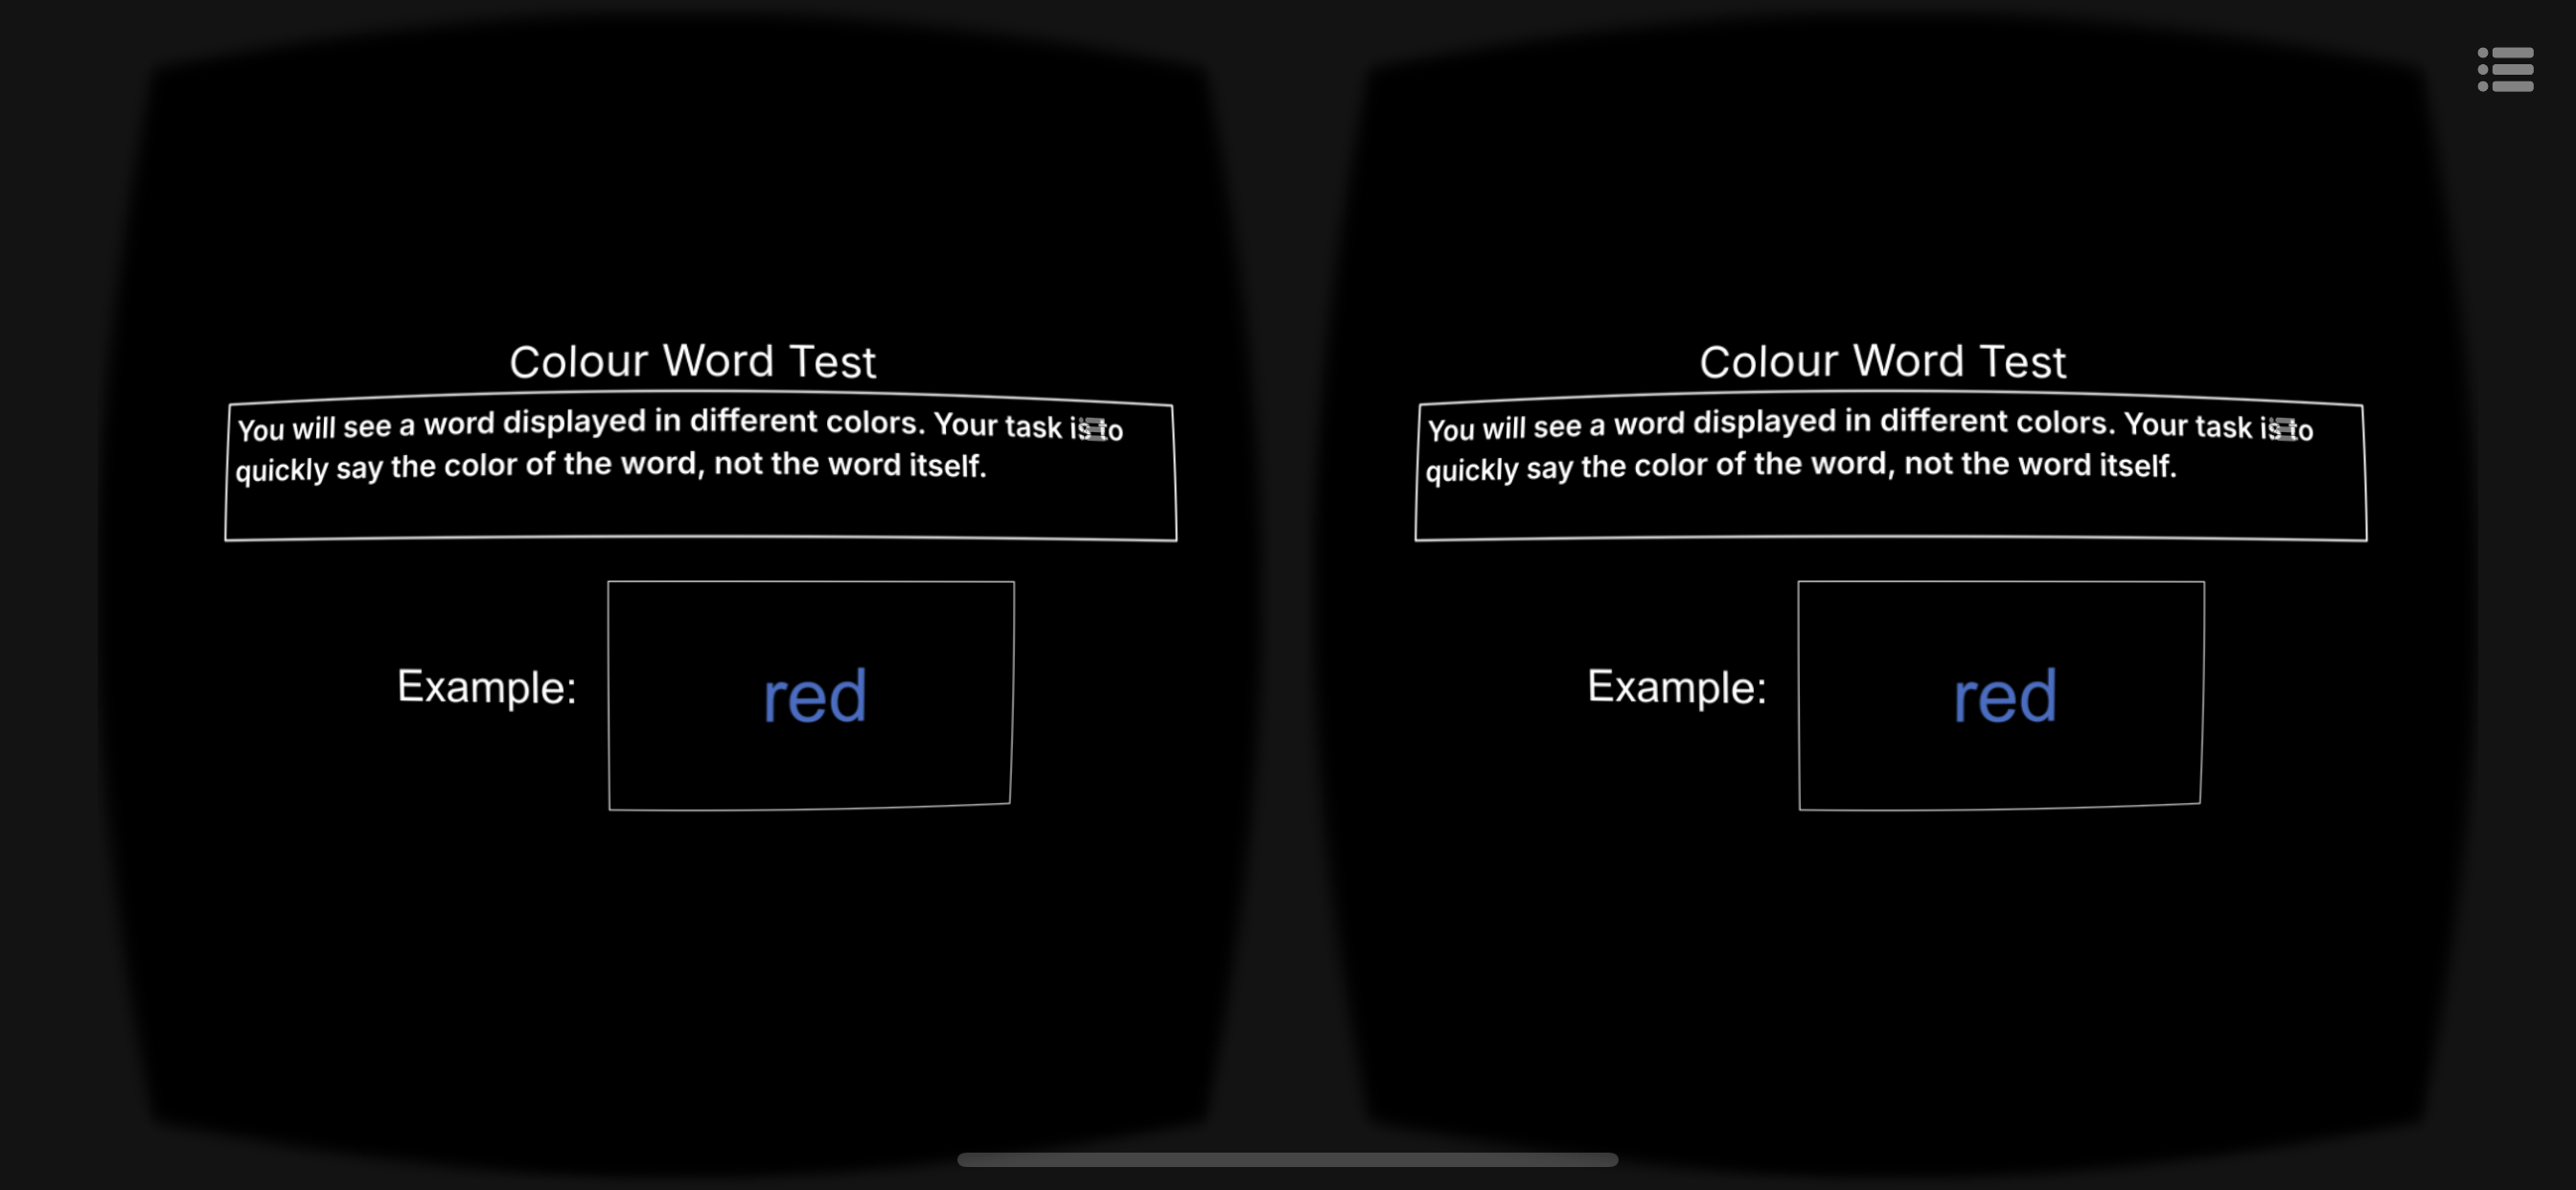 Colour Word Test
You will see a word displayed in different colors. Your task is to
quickly say the color of the word, not the word itself.
Example:
red
Colour Word Test
You will see a word displayed in different colors. Your task is to
quickly say the color of the word, not the word itself.
Example:
red